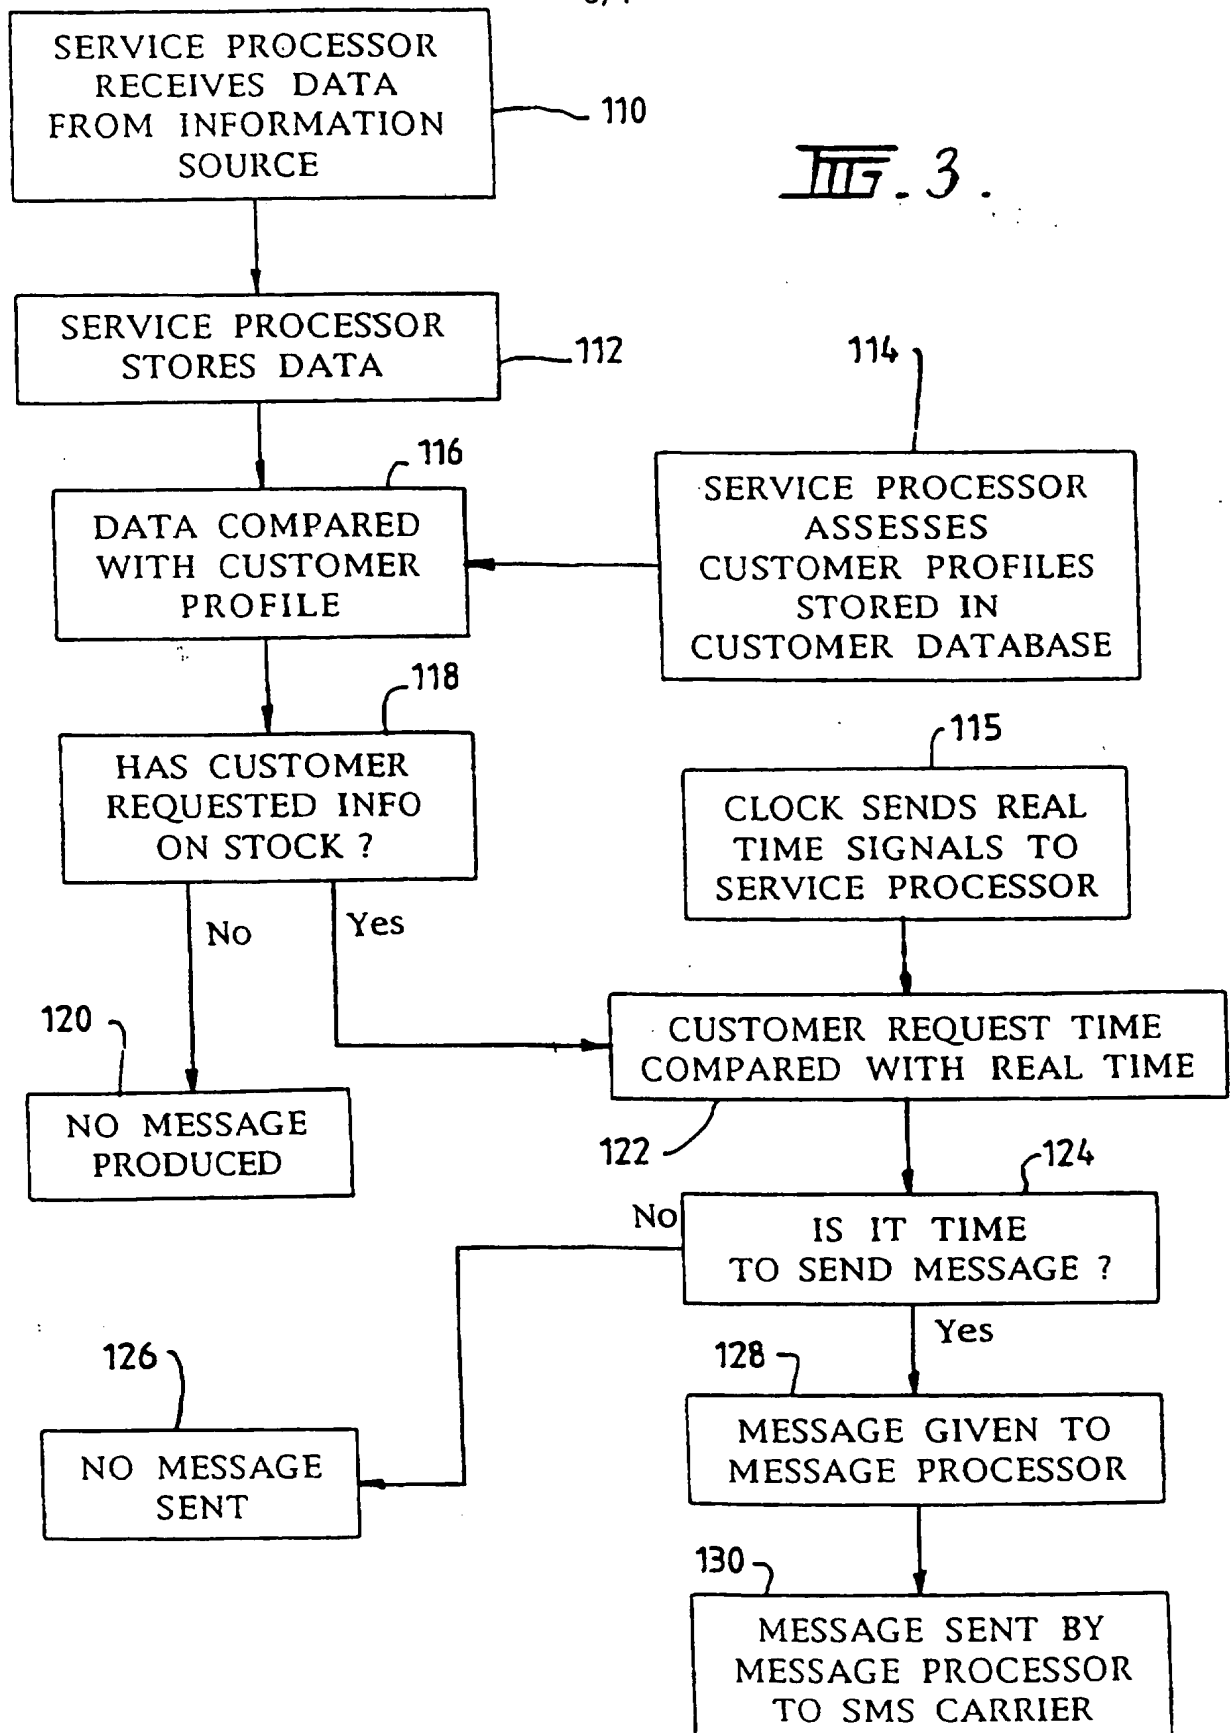 SERVICE PROCESSOR
RECEIVES DATA
FROM INFORMATION
SOURCE
110
FIG. 3.
SERVICE PROCESSOR
STORES DATA
112
114
116
DATA COMPARED
WITH CUSTOMER
PROFILE
SERVICE PROCESSOR
ASSESSES
CUSTOMER PROFILES
STORED IN
CUSTOMER DATABASE
118
HAS CUSTOMER
REQUESTED INFO
ON STOCK ?
115
CLOCK SENDS REAL
TIME SIGNALS TO
SERVICE PROCESSOR
No
Yes
120
NO MESSAGE
PRODUCED
CUSTOMER REQUEST TIME
COMPARED WITH REAL TIME
122
124
No
IS IT TIME
TO SEND MESSAGE ?
Yes
126
NO MESSAGE
SENT
128
MESSAGE GIVEN TO
MESSAGE PROCESSOR
130
MESSAGE SENT BY
MESSAGE PROCESSOR
TO SMS CARRIER